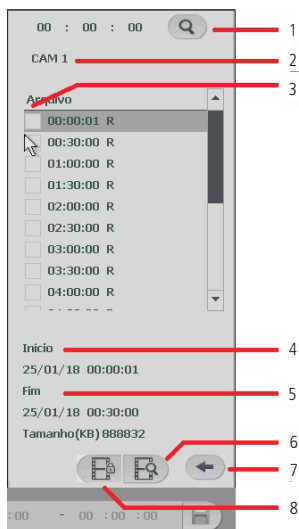 00 : 00 : 00
1
CAM 1
2
3
Arquivo
00:00:01 R
00:30:00 R
01:00:00 R
01:30:00 R
02:00:00 R
02:30:00 R
03:00:00 R
03:30:00 R
04:00:00 R
Inicio
4
25/01/18 00:00:01
Fim
5
25/01/18 00:30:00
6
Tamanho(KB) 888832
7
8
:00 - 00 :00 :00